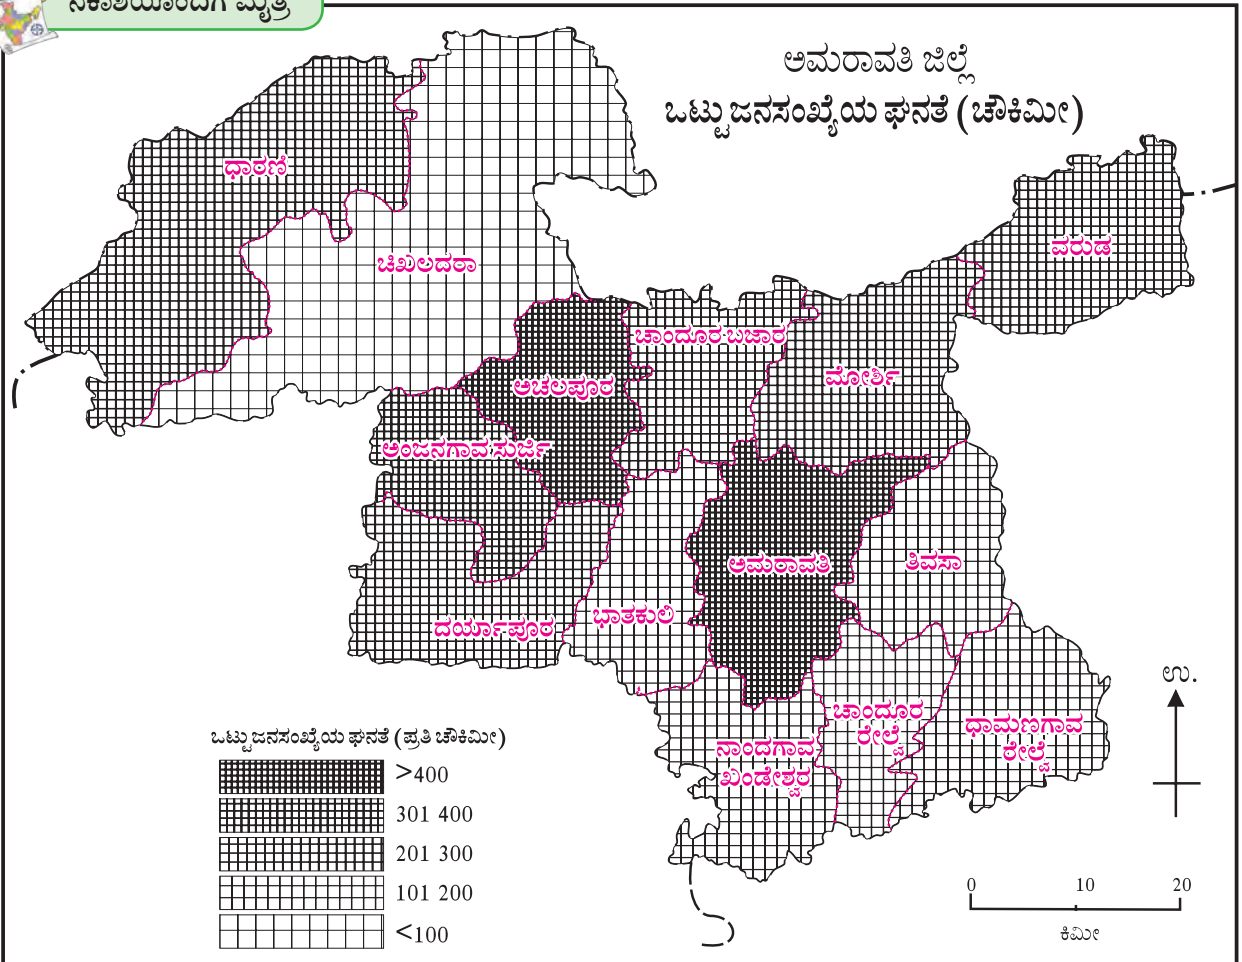 ನಕಾಶೆಯೊಂದಿಗೆ ಮೈತ್ರಿ
ಅಮರಾವತಿ ಜಿಲ್ಲೆ
ಒಟ್ಟು ಜನಸಂಖ್ಯೆಯ ಘನತೆ (ಚೌಕಿಮೀ)
ಧಾರಣಿ
ವರುಡ
ಚಿಖಲದರಾ
ಚಾಂದೂರ ಬಜಾರ
ಮೋರ್ಶಿ
ಅಚಲಪೂರ
ಅಂಜನಗಾವ ಸುರ್ಜಿ
ಅಮರಾವತಿ
ತಿವಸಾ
ಭಾತಕುಲಿ
ದರ್ಯಾಪೂರ
ಉ.
ಚಾಂದೂರ
ರೇಲ್ವೆ
ಧಾಮಣಗಾವ
ರೇಲ್ವೆ
ನಾಂದಗಾವ
ಖಂಡೇಶ್ವರ
ಒಟ್ಟು ಜನಸಂಖ್ಯೆಯ ಘನತೆ (ಪ್ರತಿ ಚೌಕಿಮೀ)
>400
301 400
201 300
101 200
<100
0 10 20
ಕಿಮೀ